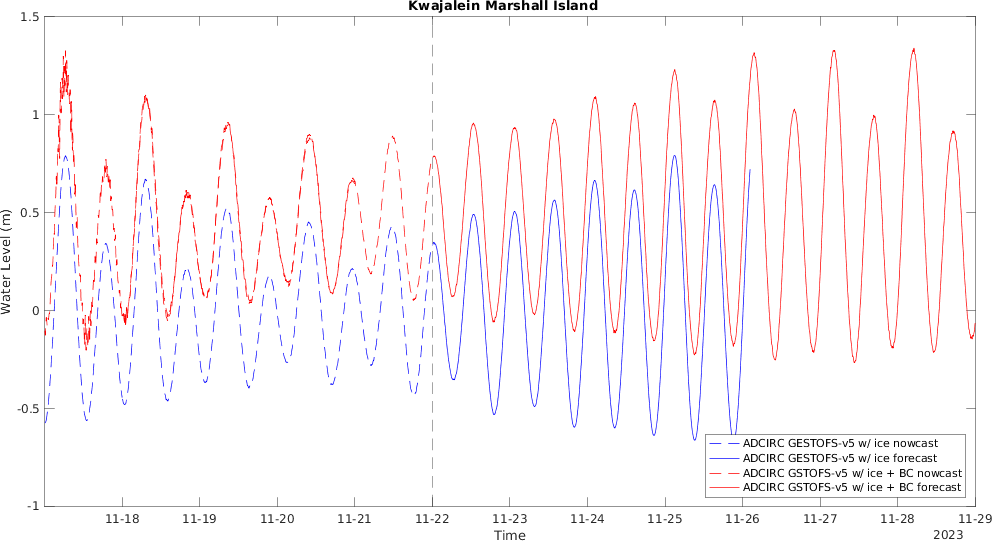 Kwajalein Marshall Island
1.5
1
0.5
0
-0.5
-1
Water Level (m)
ADCIRC GESTOFS-v5 w/ ice nowcast
ADCIRC GESTOFS-v5 w/ ice forecast
ADCIRC GSTOFS-v5 w/ ice + BC nowcast
ADCIRC GSTOFS-v5 w/ ice + BC forecast
11-18 11-19 11-20 11-21 11-22 11-23 11-24 11-25 11-26 11-27 11-28 11-29
Time
2023